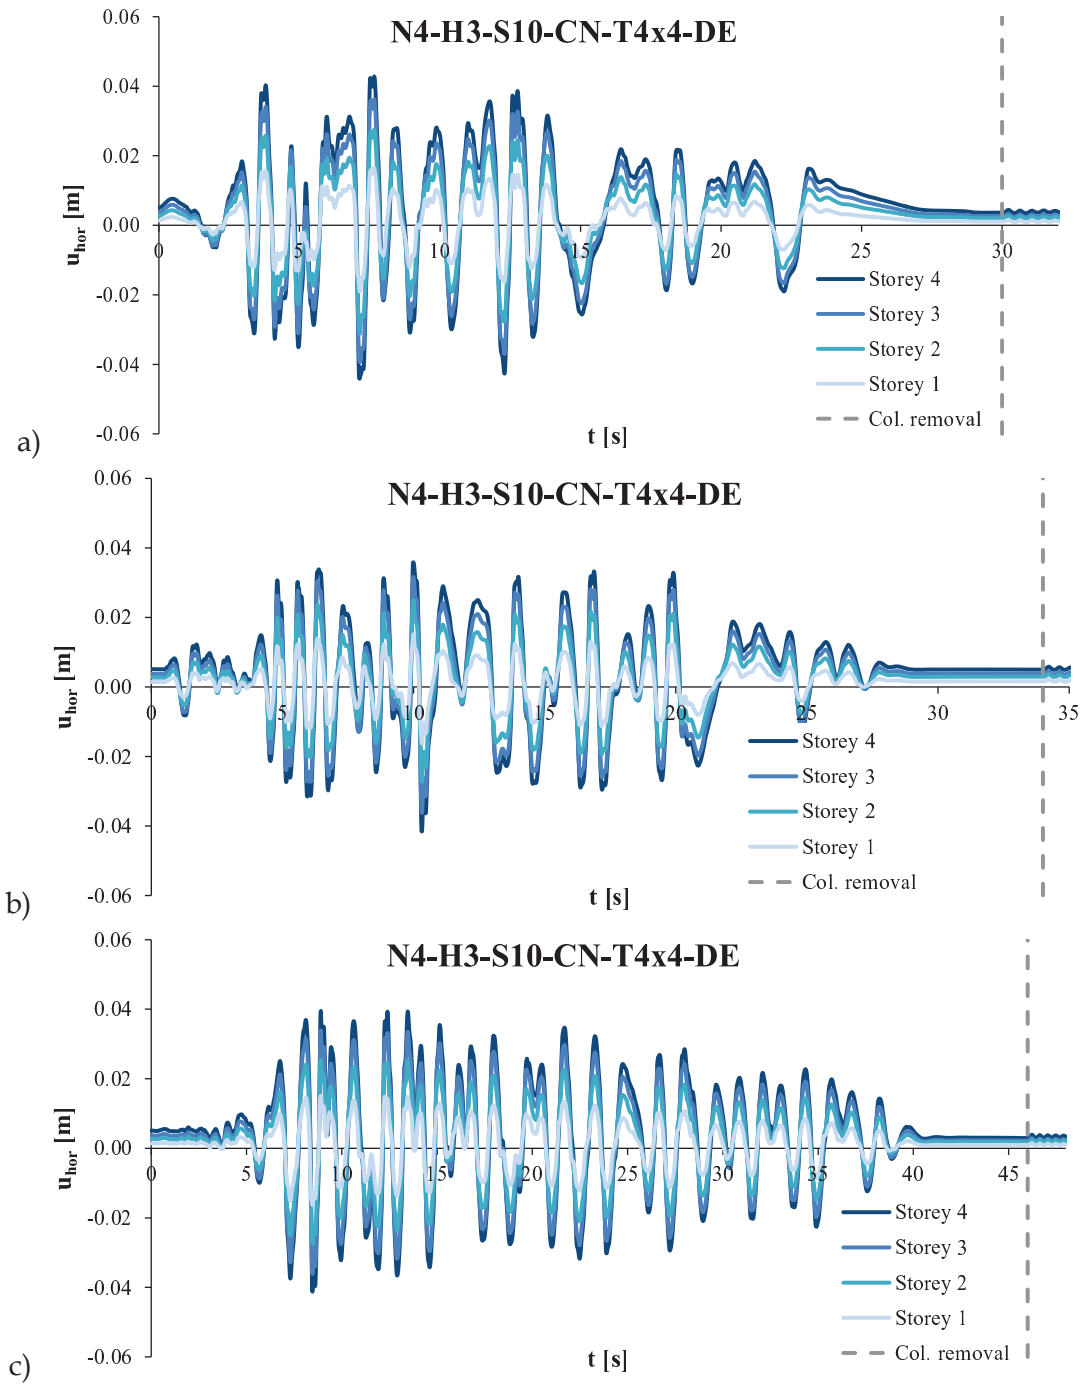 N4-H3-S10-CN-T4x4-DE
0.06
0.04
0.02
0.00
-0.02
-0.04
-0.06
u_hor [m]
0 5 10 15 20 25 30
Storey 4
Storey 3
Storey 2
Storey 1
Col. removal
t [s]
a)
N4-H3-S10-CN-T4x4-DE
0.06
0.04
0.02
0.00
-0.02
-0.04
-0.06
u_hor [m]
0 5 10 15 20 25 30 35
Storey 4
Storey 3
Storey 2
Storey 1
Col. removal
t [s]
b)
N4-H3-S10-CN-T4x4-DE
0.06
0.04
0.02
0.00
-0.02
-0.04
-0.06
u_hor [m]
0 5 10 15 20 25 30 35 40 45
Storey 4
Storey 3
Storey 2
Storey 1
Col. removal
t [s]
c)